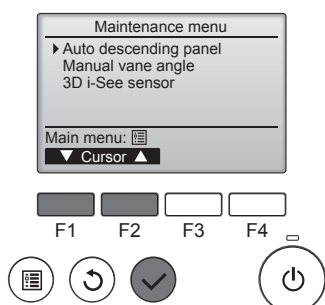 Maintenance menu
Auto descending panel
Manual vane angle
3D i-See sensor
Main menu:
▼ Cursor ▲
F1 F2 F3 F4